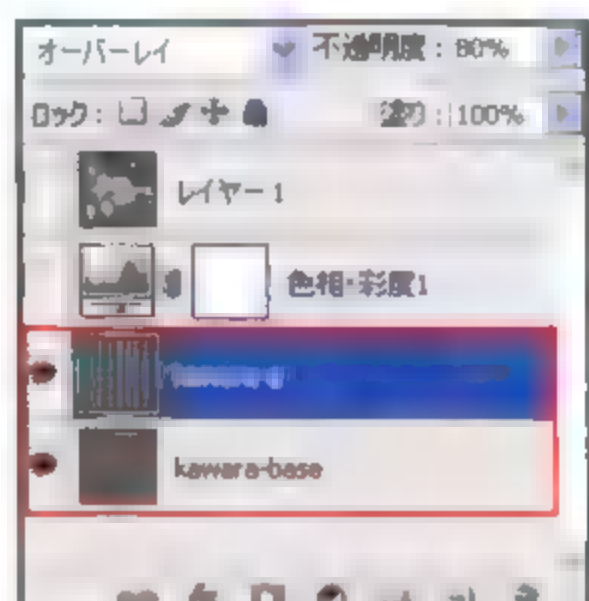 オーバーレイ 不透明度 : 80%
ロック : 塗り : 100%
レイヤー 1
色相・彩度1
kawara-base